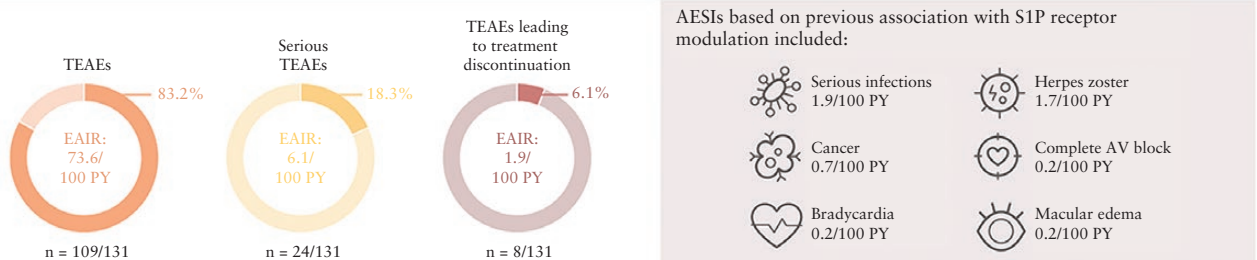 TEAEs
83.2%
EAIR:
73.6/
100 PY
n = 109/131
Serious
TEAEs
18.3%
EAIR:
6.1/
100 PY
n = 24/131
TEAEs leading
to treatment
discontinuation
6.1%
EAIR:
1.9/
100 PY
n = 8/131
AESIs based on previous association with S1P receptor
modulation included:
Serious infections
1.9/100 PY
Herpes zoster
1.7/100 PY
Cancer
0.7/100 PY
Complete AV block
0.2/100 PY
Bradycardia
0.2/100 PY
Macular edema
0.2/100 PY